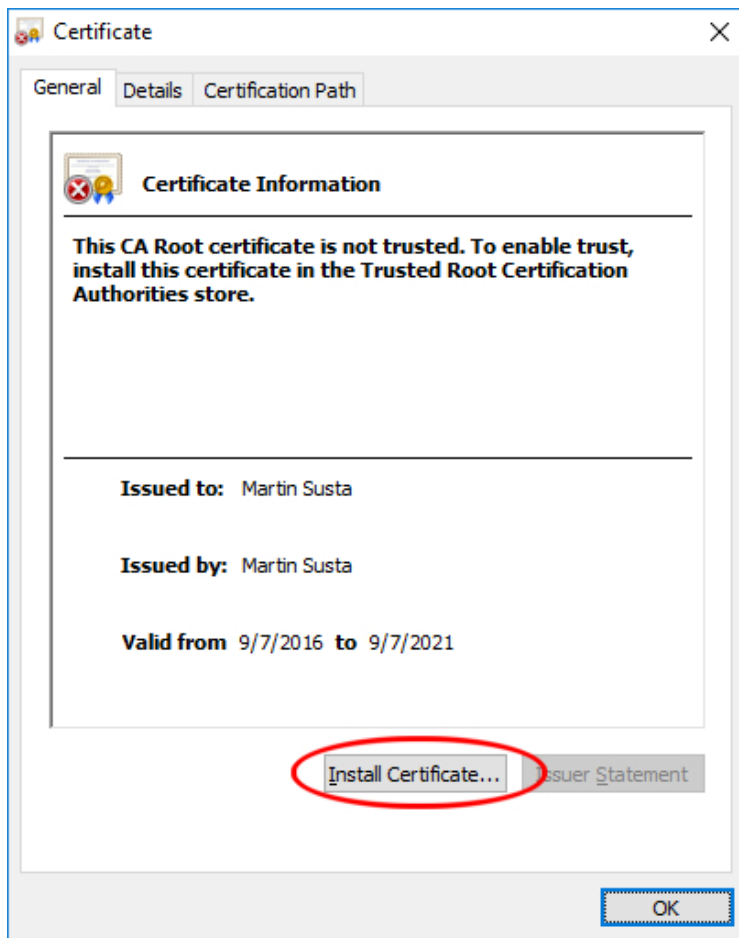 Certificate
General Details Certification Path
Certificate Information
This CA Root certificate is not trusted. To enable trust,
install this certificate in the Trusted Root Certification
Authorities store.
Issued to: Martin Susta
Issued by: Martin Susta
Valid from 9/7/2016 to 9/7/2021
Install Certificate... Issuer Statement
OK